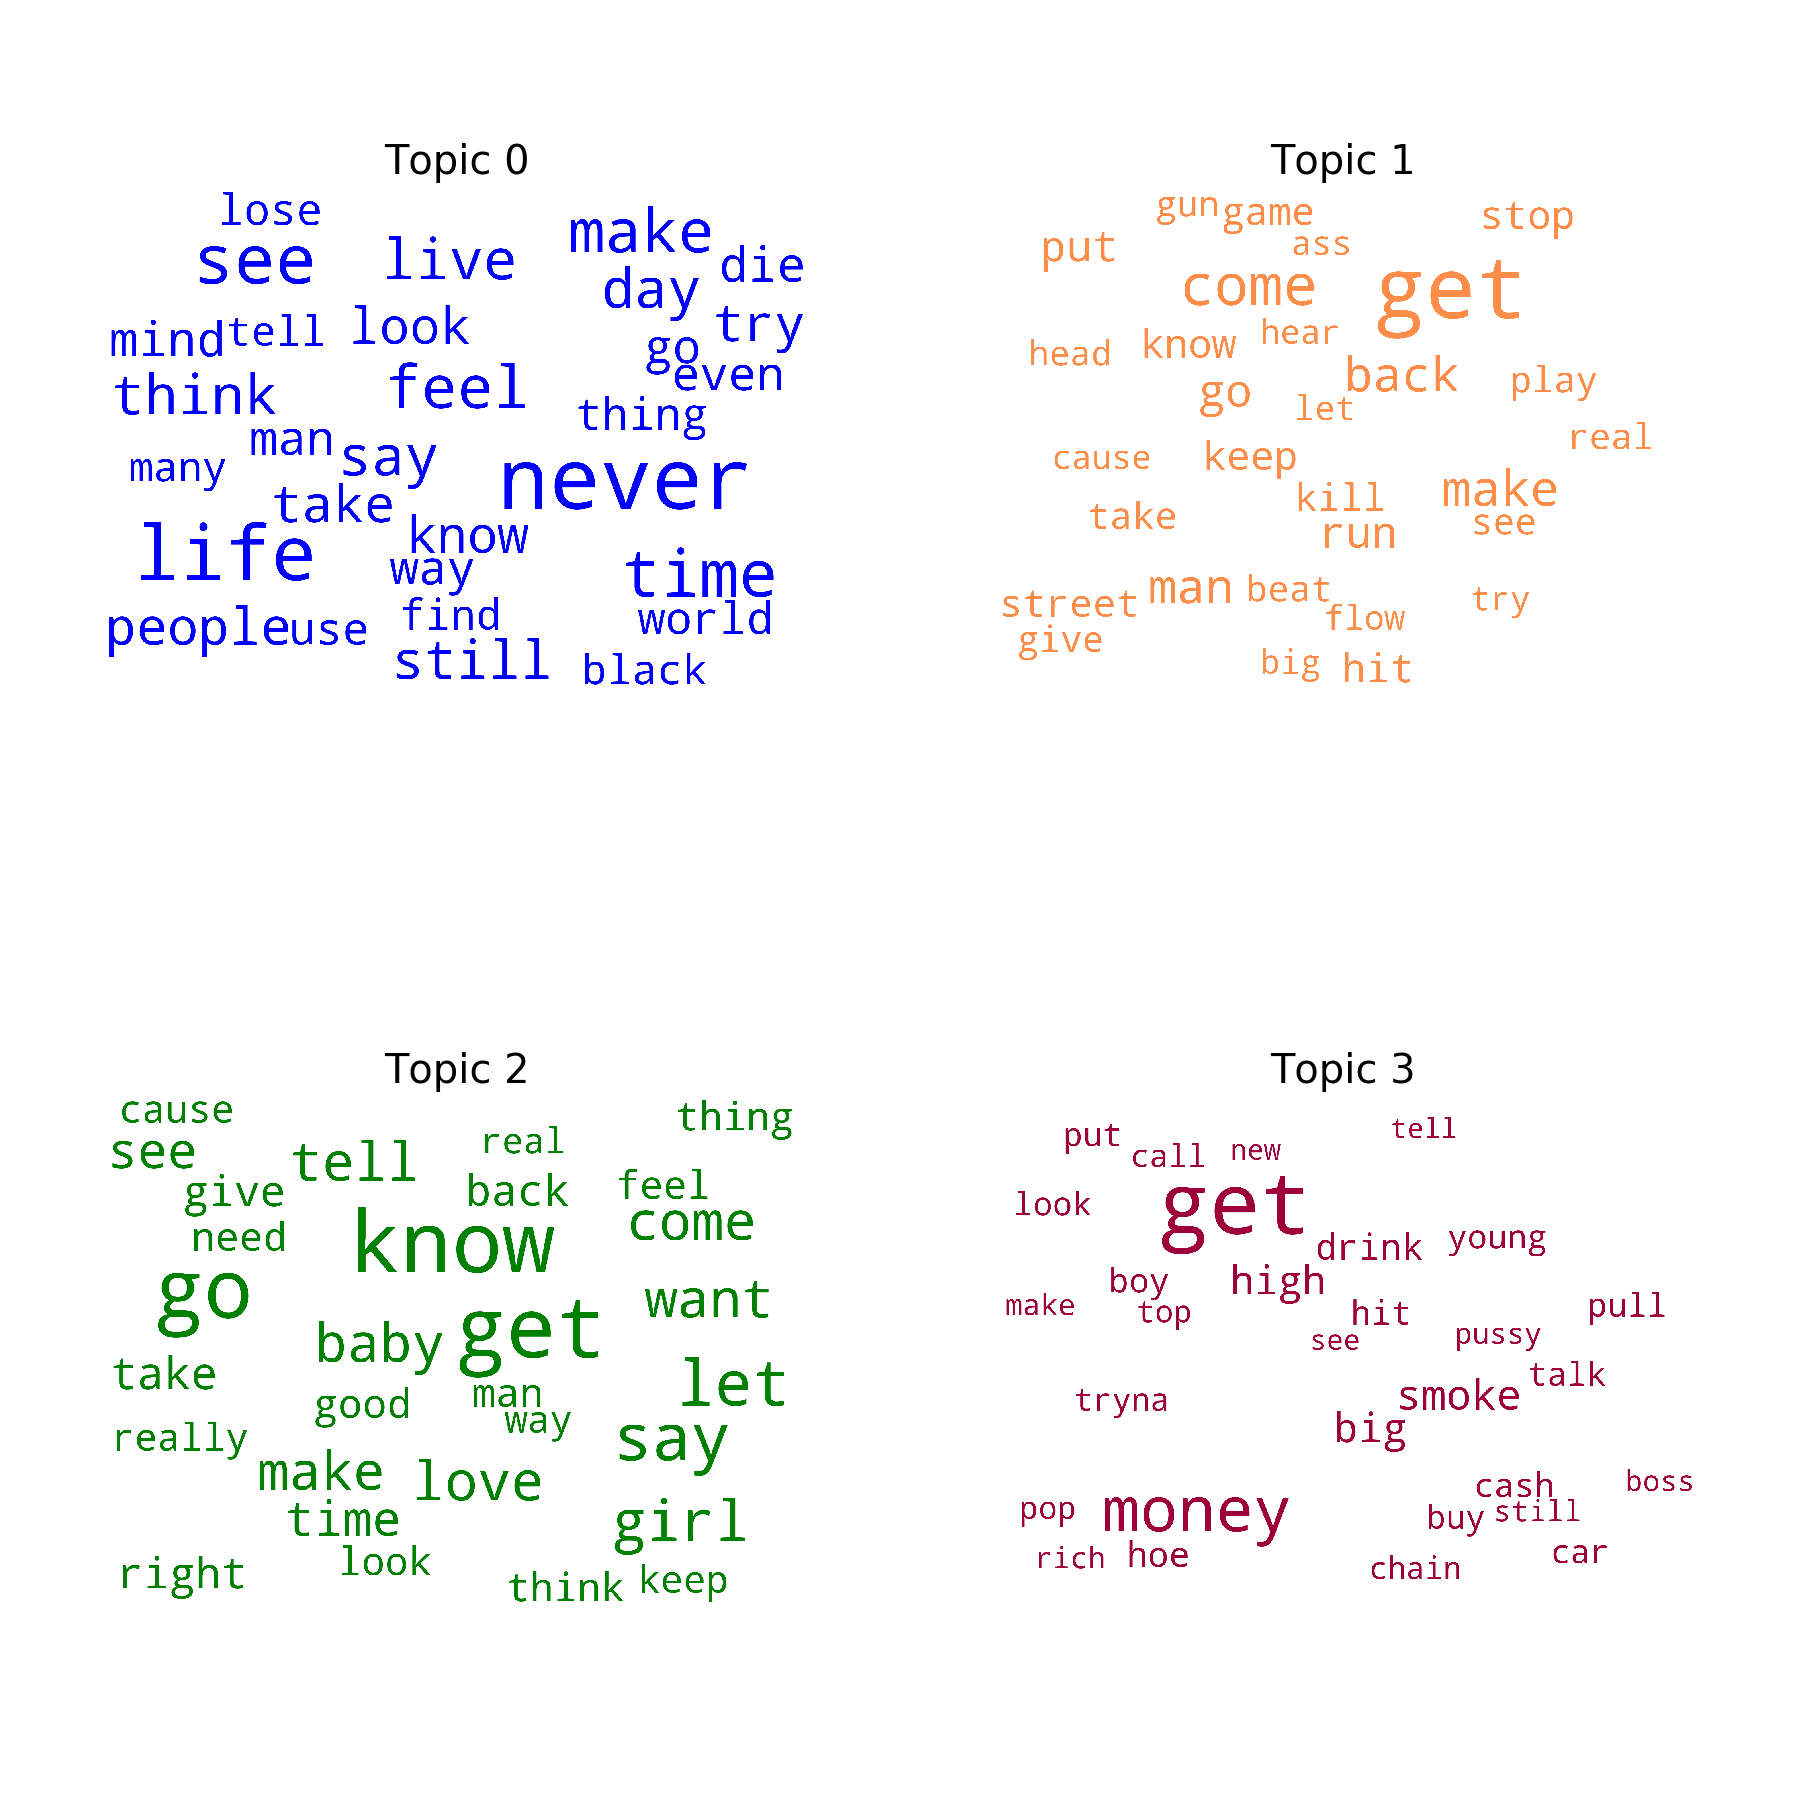 Topic 0
lose
make
see
live
die
day
mind
tell
look
try
go
even
think
feel
thing
man
many
say
never
take
life
know
way
time
people
use
find
world
still
black
Topic 1
gun
game
stop
put
ass
come
get
head
know
hear
back
play
go
let
real
cause
keep
kill
make
take
run
see
street
man
beat
try
give
flow
big
hit
Topic 2
cause
thing
see
tell
real
give
back
feel
need
know
come
go
want
baby
get
take
good
man
way
let
really
say
make
love
time
girl
right
look
think
keep
Topic 3
put
call
new
tell
look
get
drink
young
boy
high
make
top
hit
pull
see
pussy
talk
tryna
smoke
big
cash
boss
pop
money
buy
still
rich
hoe
chain
car